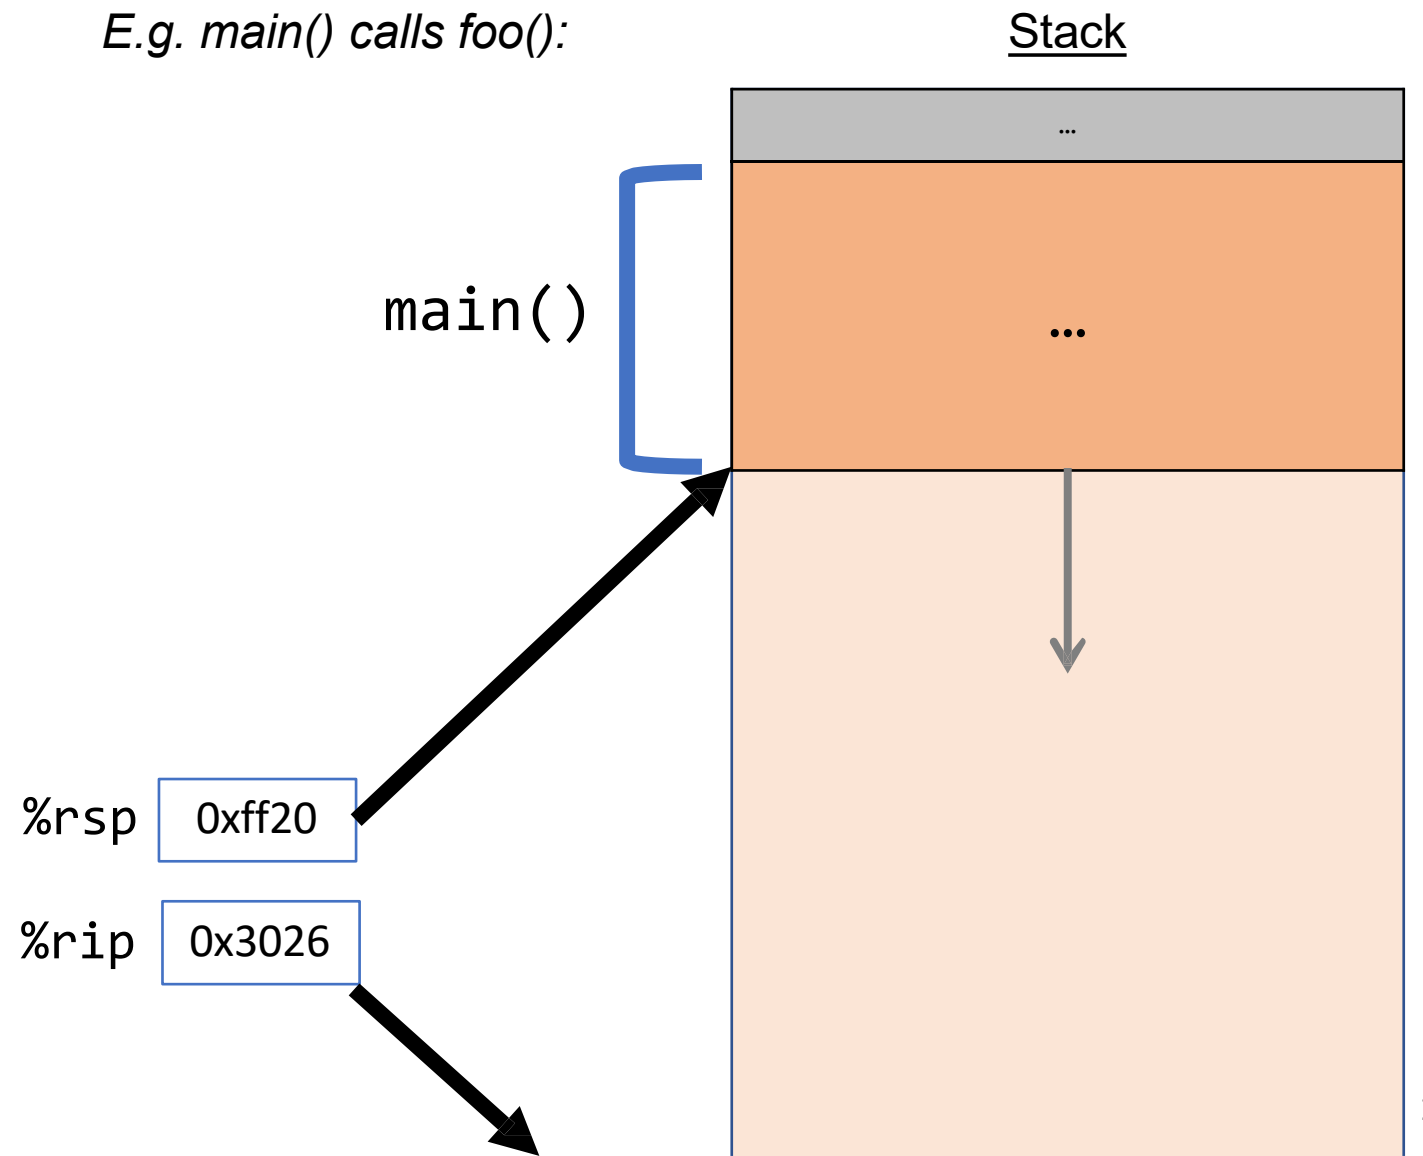 E.g. main() calls foo():
Stack
...
main()
...
%rsp 0xff20
%rip 0x3026